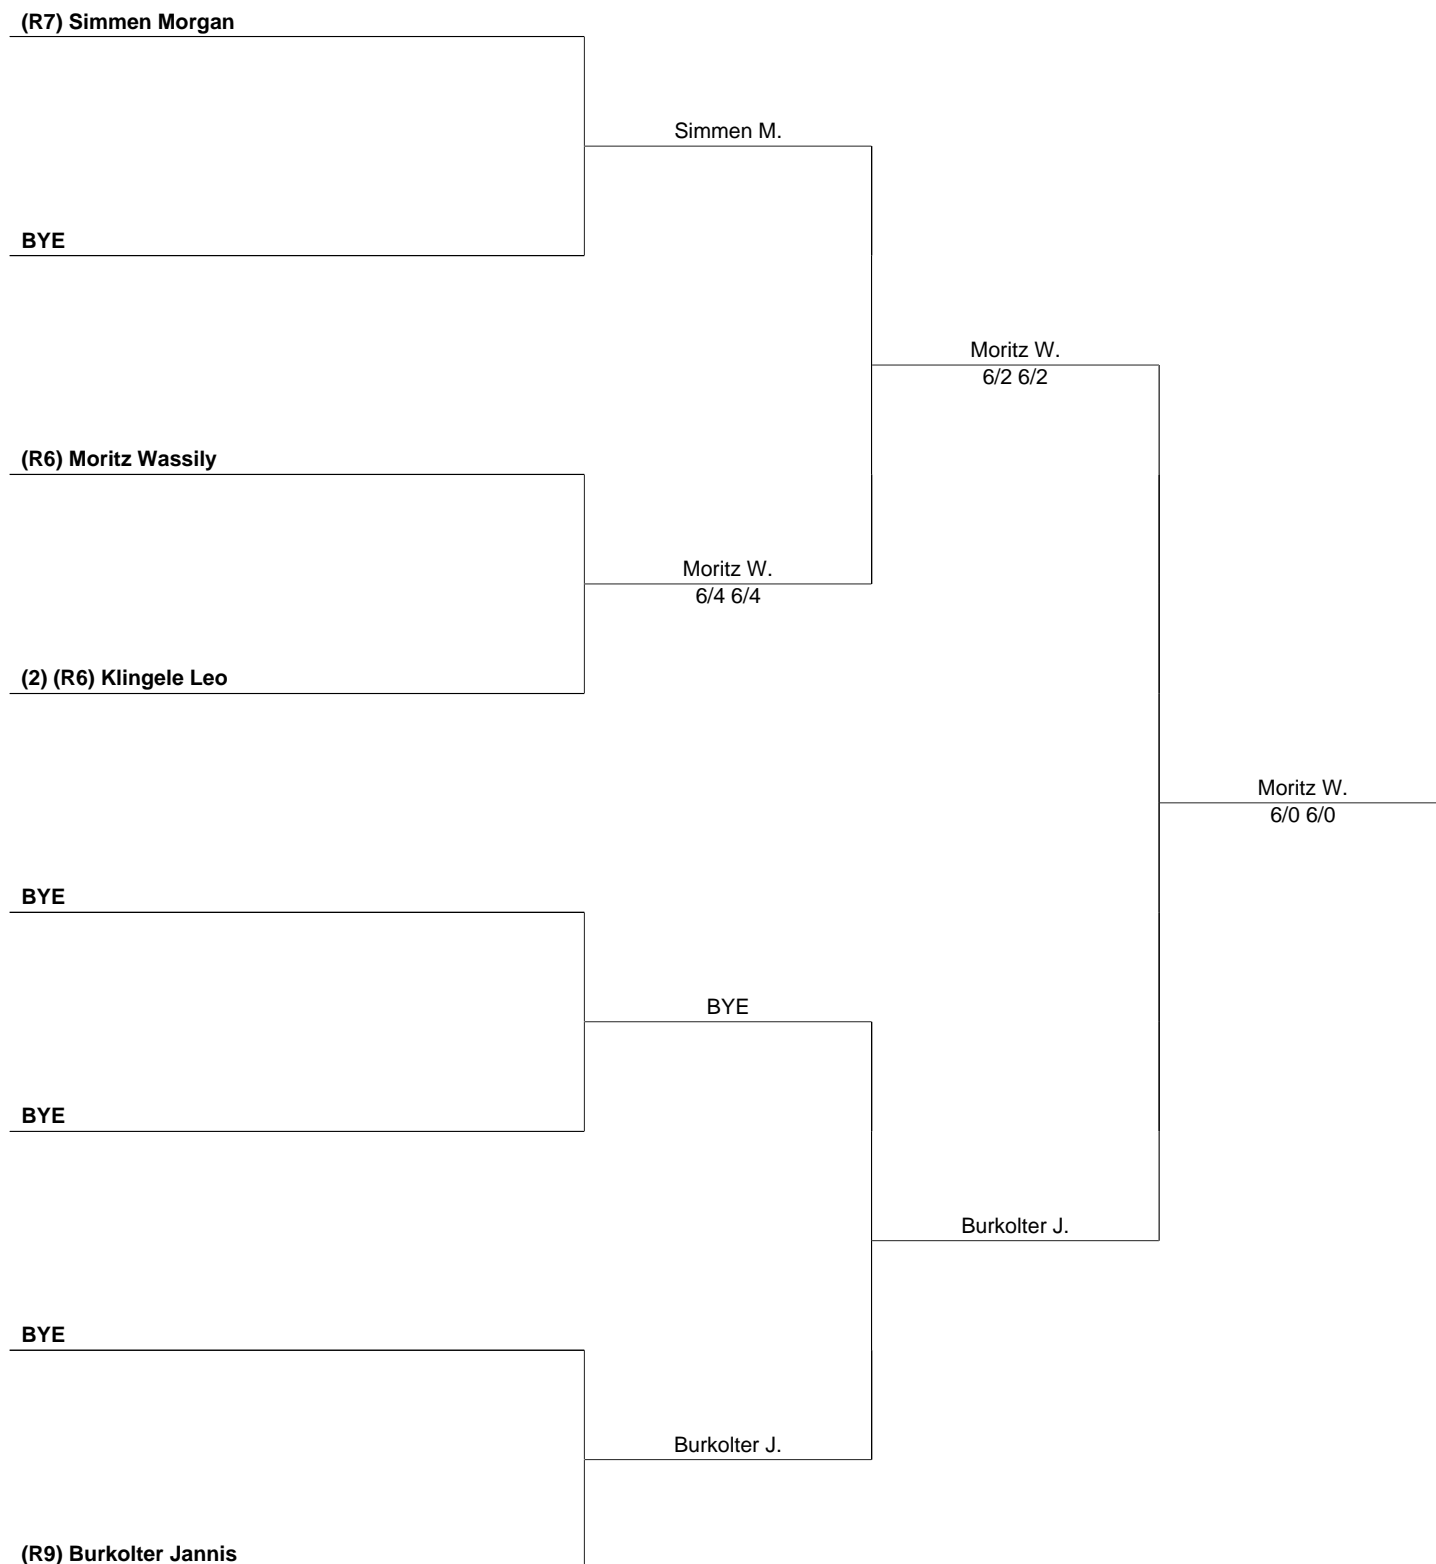 (R7) Simmen Morgan
Simmen M.
BYE
Moritz W.
6/2 6/2
(R6) Moritz Wassily
Moritz W.
6/4 6/4
(2) (R6) Klingele Leo
Moritz W.
6/0 6/0
BYE
BYE
BYE
Burkolter J.
BYE
Burkolter J.
(R9) Burkolter Jannis